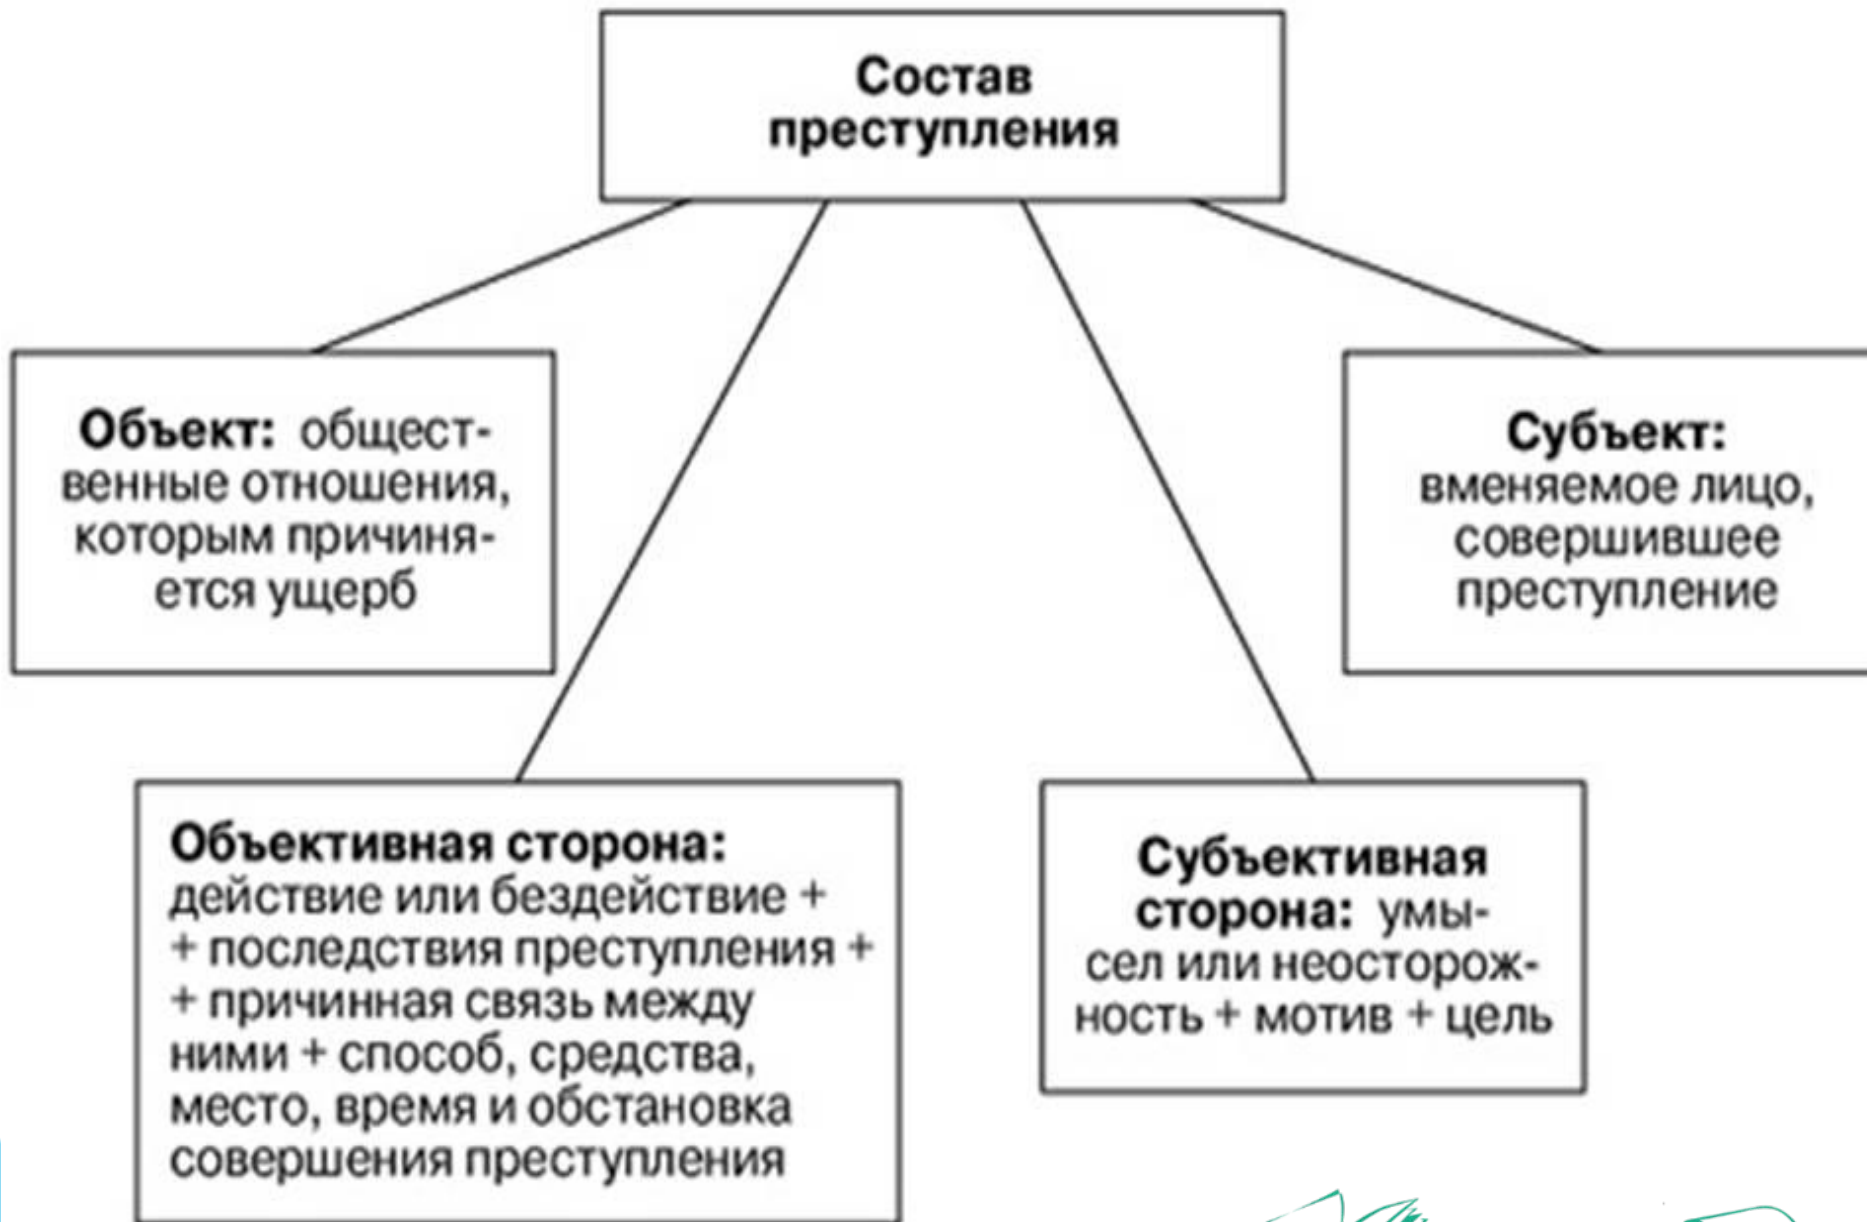 Состав
преступления
Объект: общест-
венные отношения,
которым причиня-
ется ущерб
Субъект:
вменяемое лицо,
совершившее
преступление
Объективная сторона:
действие или бездействие +
+ последствия преступления +
+ причинная связь между
ними + способ, средства,
место, время и обстановка
совершения преступления
Субъективная
сторона: умы-
сел или неосторож-
ность + мотив + цель